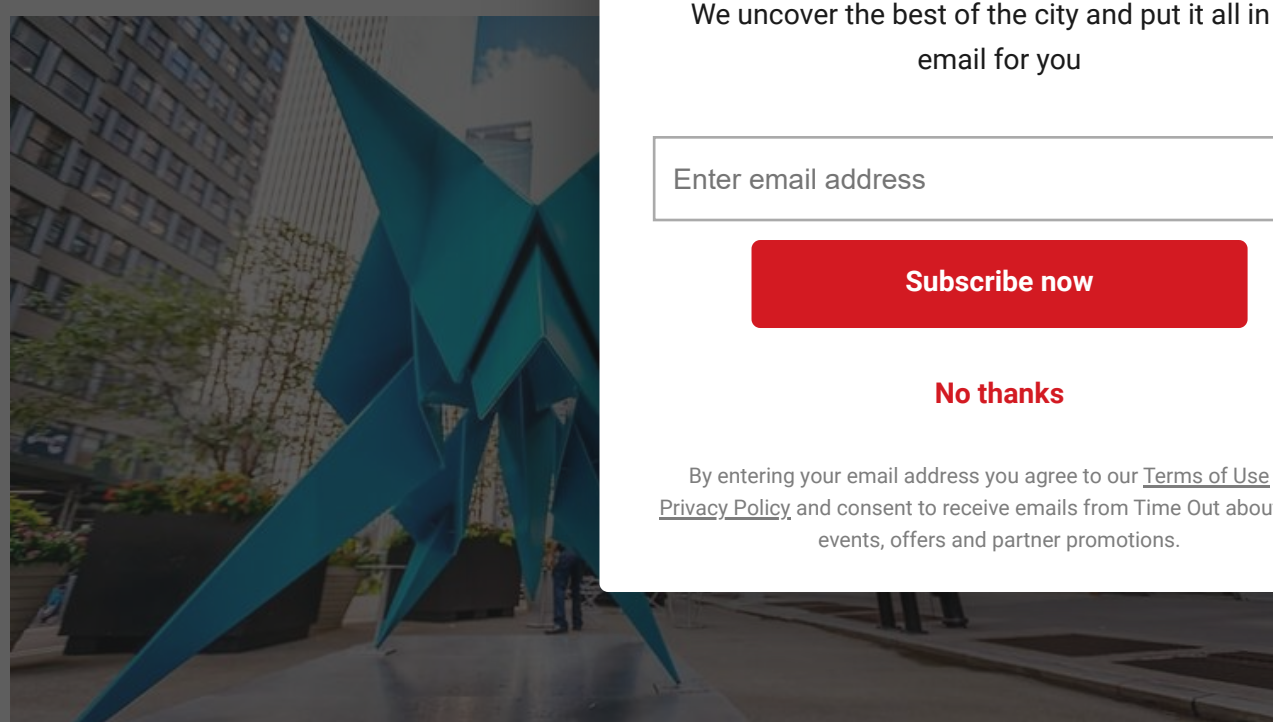 We uncover the best of the city and put it all in
email for you
Enter email address
Subscribe now
No thanks
By entering your email address you agree to our Terms of Use
Privacy Policy and consent to receive emails from Time Out abou
events, offers and partner promotions.